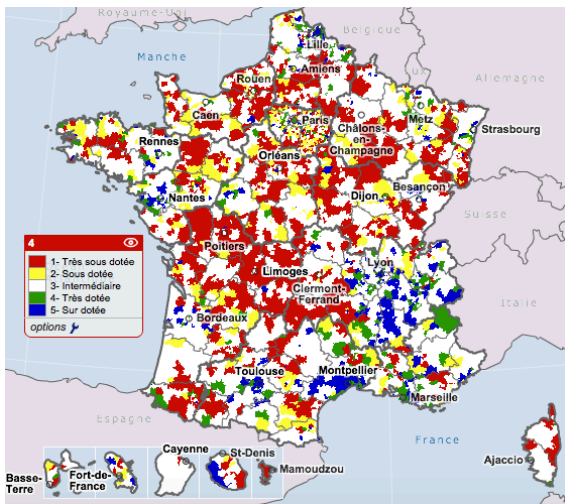 Royaume-Uni
Belgique
Manche
Lille
Lux
Allemagne
Amiens
Rouen
Caen
Paris
Metz
Strasbourg
Châlons-
en-
Champagne
Rennes
Orléans
Besançon
Dijon
Nantes
Suisse
4
Poitiers
1- Très sous dotée
2- Sous dotée
3- Intermédiaire
4- Très dotée
5- Sur dotée
options
Lyon
Limoges
Clermont-
Ferrand
Italie
Bordeaux
Toulouse
Montpellier
Marseille
Espagne
France
Cayenne
St-Denis
Basse-
Terre
Fort-de-
France
Mamoudzou
Ajaccio